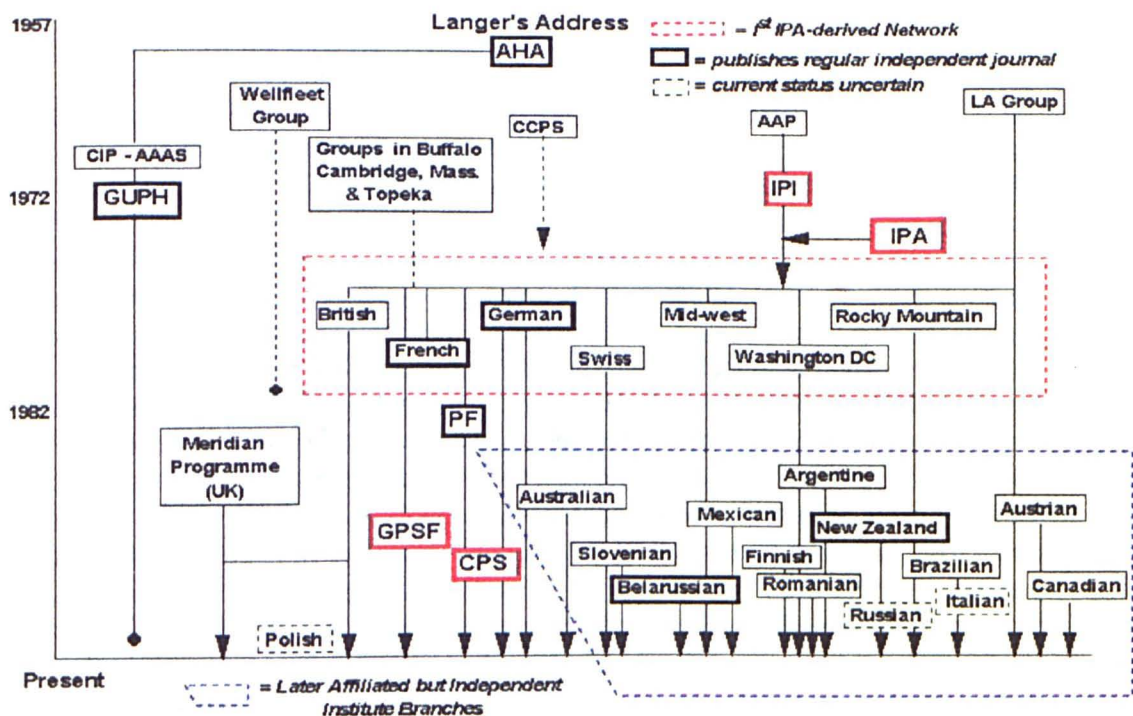 1957
Langer's Address
AHA
= 1st IPA-derived Network
= publishes regular independent journal
= current status uncertain
Wellfleet
Group
CCPS
AAP
LA Group
CIP - AAAS
Groups in Buffalo
Cambridge, Mass.
& Topeka
1972
GUPH
IPI
IPA
British
German
Mid-west
Rocky Mountain
French
Swiss
Washington DC
1982
PF
Meridian
Programme
(UK)
Argentine
Australian
Mexican
Austrian
GPSF
New Zealand
CPS
Slovenian
Finnish
Brazilian
Belarussian
Romanian
Canadian
Russian
Italian
Polish
Present
= Later Affiliated but Independent
Institute Branches